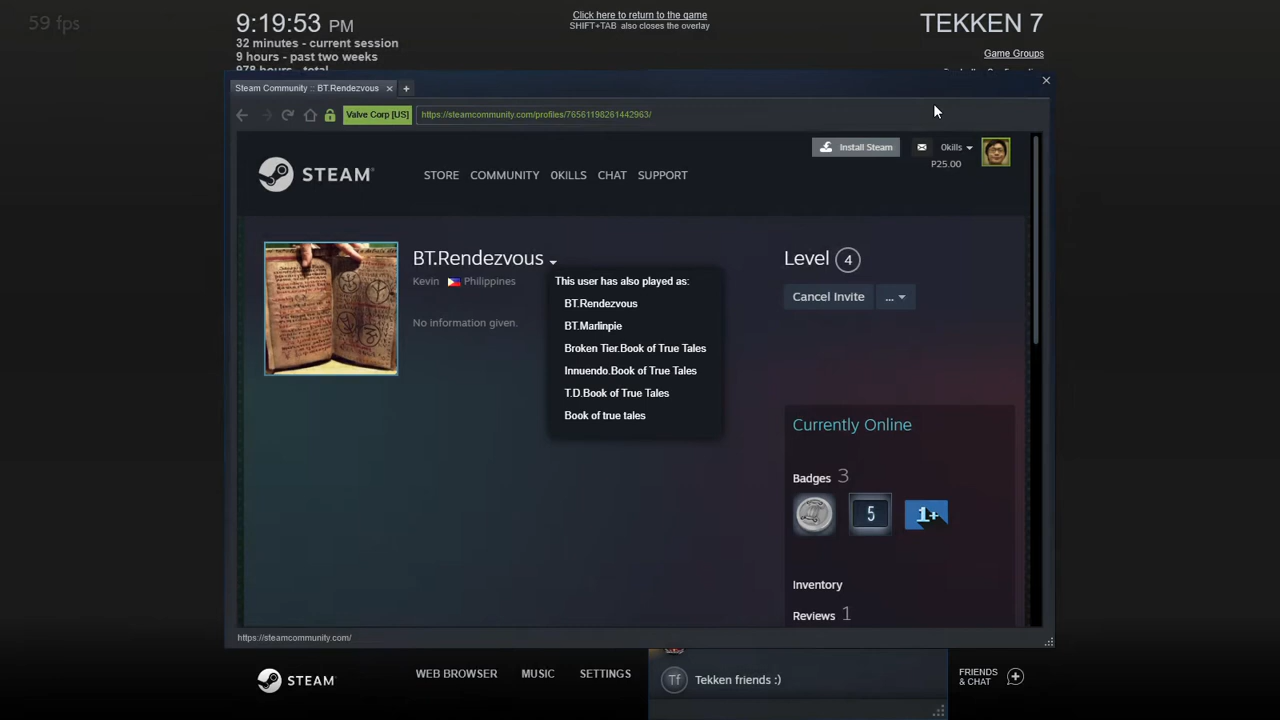 59 fps
9:19:53 PM
Click here to return to the game
SHIFT+TAB also closes the overlay
TEKKEN 7
32 minutes - current session
Game Groups
9 hours - past two weeks
978 hours - total
Steam Community :: BT.Rendezvous
Valve Corp [US]
https://steamcommunity.com/profiles/76561198261442963/
Install Steam
0kills
P25.00
STEAM
STORE COMMUNITY 0KILLS CHAT SUPPORT
BT.Rendezvous
Kevin Philippines
No information given.
This user has also played as:
BT.Rendezvous
BT.Marlinpie
Broken Tier.Book of True Tales
Innuendo.Book of True Tales
T.D.Book of True Tales
Book of true tales
Level 4
Cancel Invite
...
Currently Online
Badges 3
5
1+
Inventory
Reviews 1
https://steamcommunity.com/
STEAM
WEB BROWSER MUSIC SETTINGS
Tf Tekken friends :)
FRIENDS
& CHAT